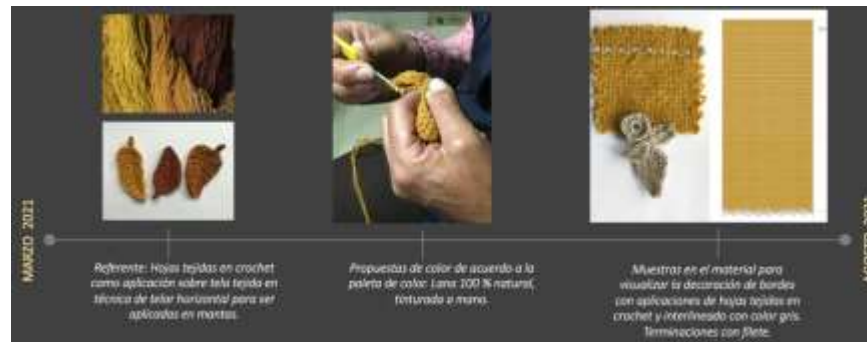 MARZO 2021
Referente: Hojas tejidas en crochet
como aplicación sobre tela tejida en
técnica de telar horizontal para ver
aplicadas en mantas.
Propuestas de color de acuerdo a la
paleta de color. Lana 100 % natural,
tinturada a mano.
Muestras en el material para
visualizar la decoración de bordes
con aplicaciones de hojas tejidas en
crochet y interlineado con color gris.
Terminaciones con filete.